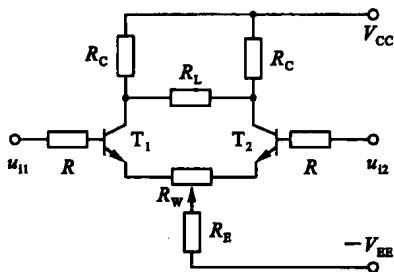 V_CC
R_C R_L R_C
T_1 T_2
u_i1 R R u_i2
R_W
R_E
-V_EE